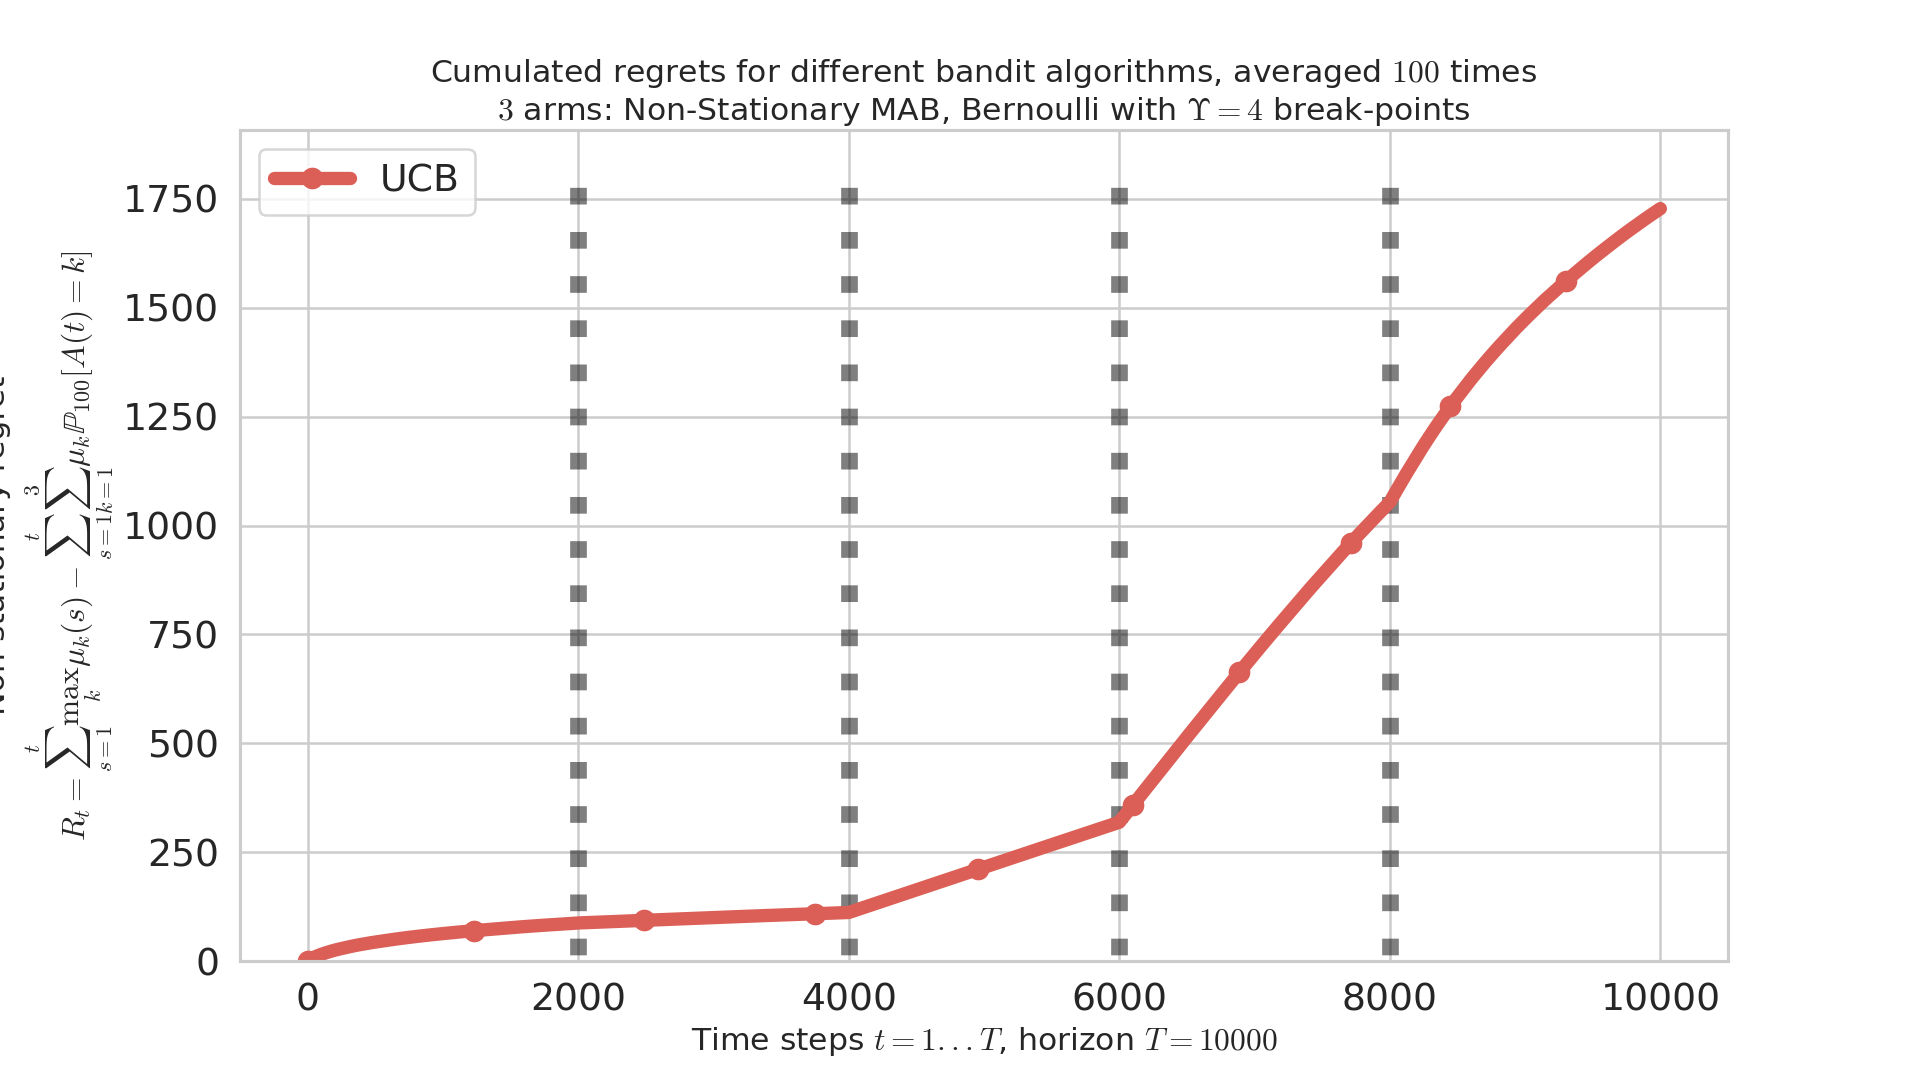 Cumulated regrets for different bandit algorithms, averaged 100 times
3 arms: Non-Stationary MAB, Bernoulli with Υ = 4 break-points
UCB
1750
1500
1250
1000
750
500
250
0
R_t = ∑_{s=1}^{t} max_k μ_k(s) − ∑_{s=1}^{t} ∑_{k=1}^{3} μ_k ℙ_{100}[A(t) = k]
0 2000 4000 6000 8000 10000
Time steps t = 1...T, horizon T = 10000